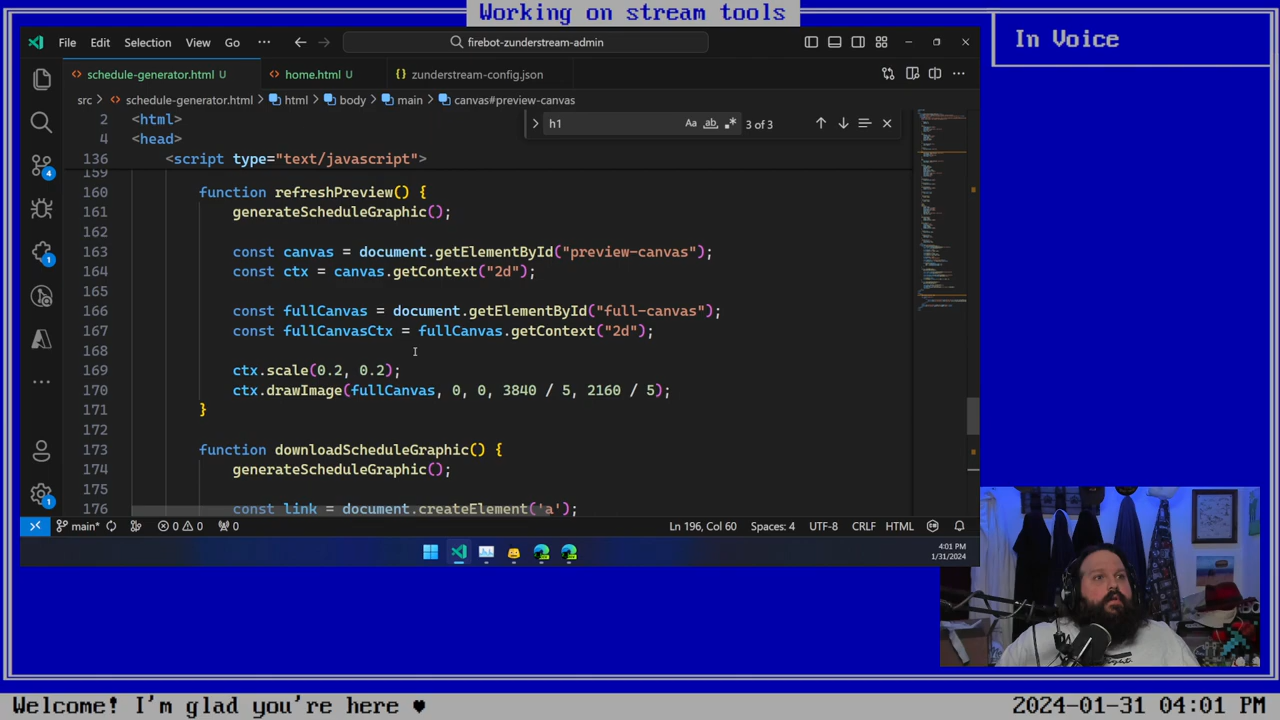 Working on stream tools
File Edit Selection View Go ··· firebot-zunderstream-admin
In Voice
schedule-generator.html U home.html U zunderstream-config.json
src > schedule-generator.html > html > body > main > canvas#preview-canvas
2 <html>
h1 Aa ab .* 3 of 3
4 <head>
136 <script type="text/javascript">
159
160 function refreshPreview() {
161 generateScheduleGraphic();
162
163 const canvas = document.getElementById("preview-canvas");
164 const ctx = canvas.getContext("2d");
165
166 const fullCanvas = document.getElementById("full-canvas");
167 const fullCanvasCtx = fullCanvas.getContext("2d");
168
169 ctx.scale(0.2, 0.2);
170 ctx.drawImage(fullCanvas, 0, 0, 3840 / 5, 2160 / 5);
171 }
172
173 function downloadScheduleGraphic() {
174 generateScheduleGraphic();
175
176 const link = document.createElement('a');
4
1
1
main* 0 0 0 Ln 196, Col 60 Spaces: 4 UTF-8 CRLF HTML
4:01 PM
1/31/2024
Welcome! I'm glad you're here ♥ 2024-01-31 04:01 PM